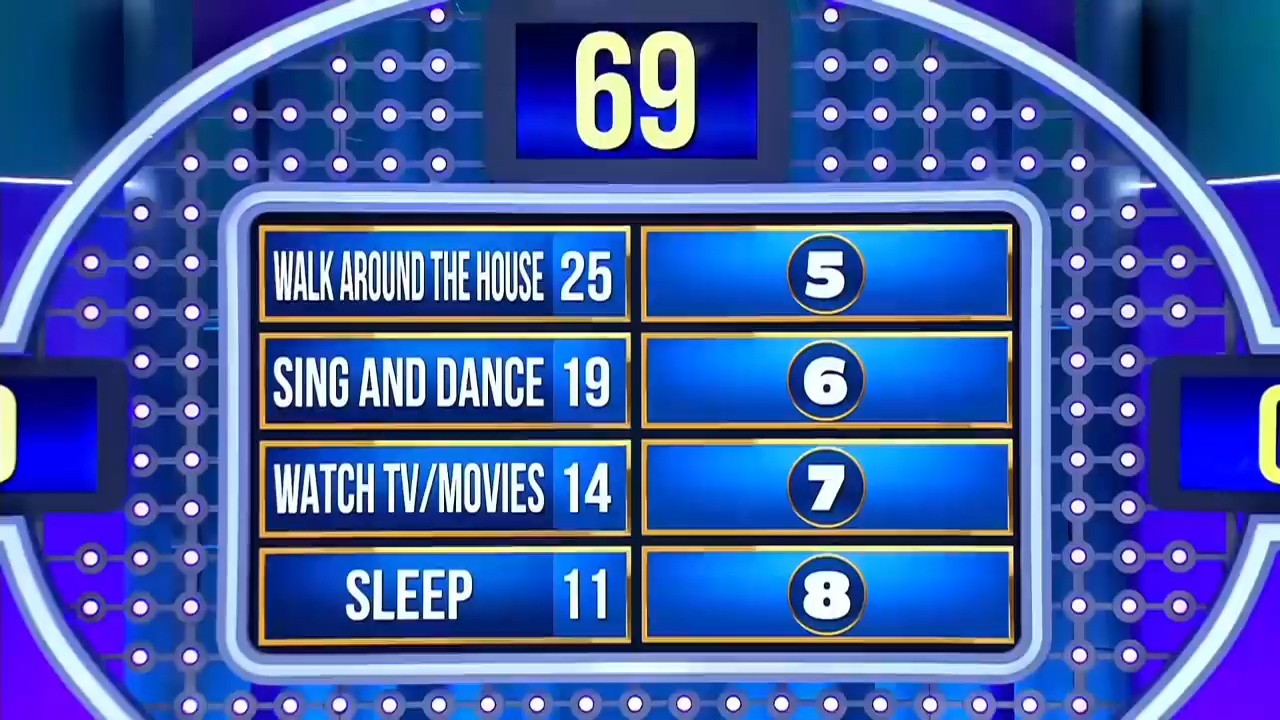 69
WALK AROUND THE HOUSE 25
5
SING AND DANCE 19
6
WATCH TV/MOVIES 14
7
SLEEP 11
8